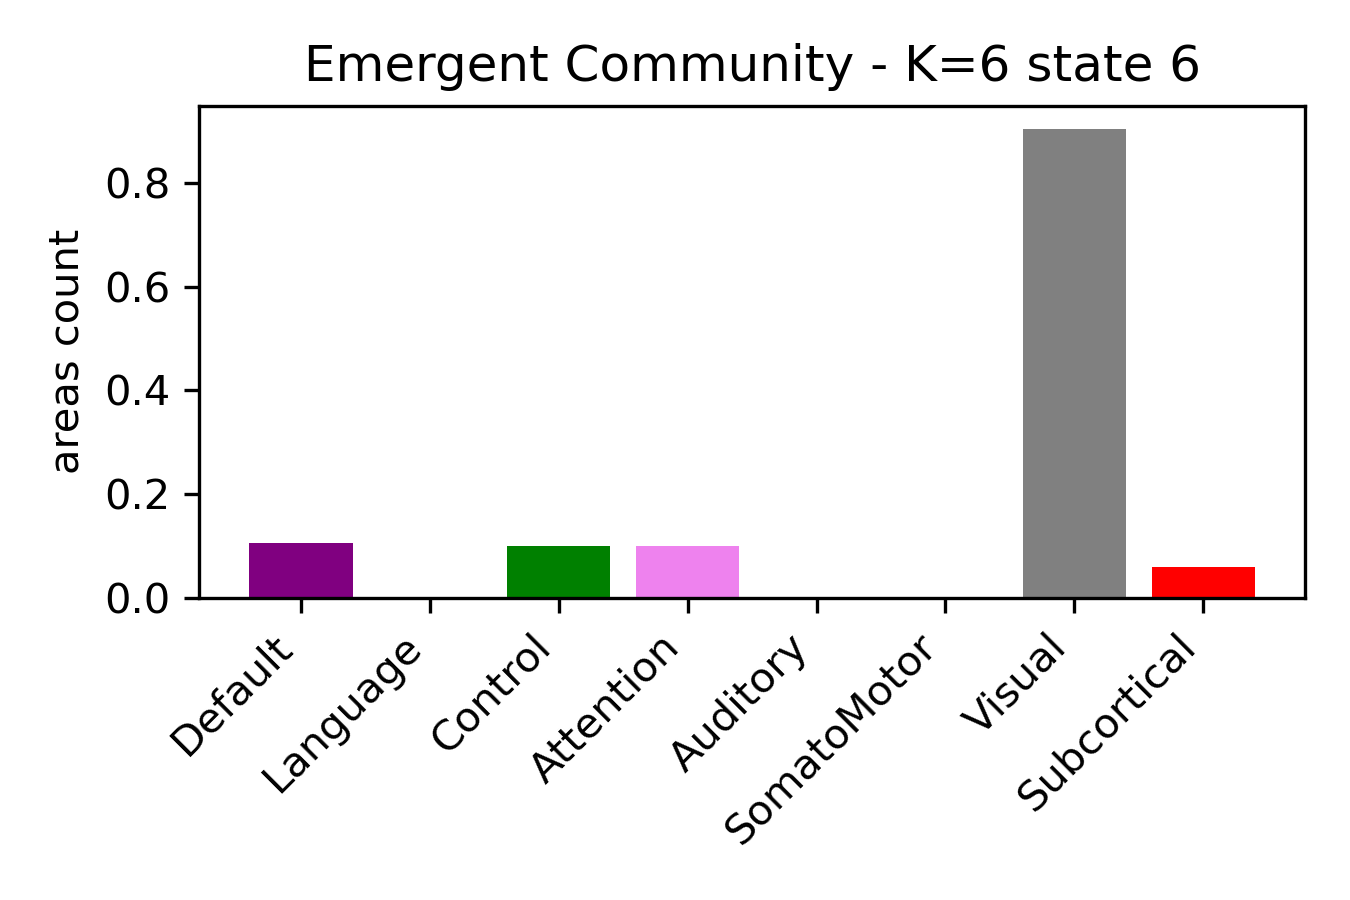 Emergent Community - K=6 state 6
areas count
0.8
0.6
0.4
0.2
0.0
Default
Language
Control
Attention
Auditory
SomatoMotor
Visual
Subcortical